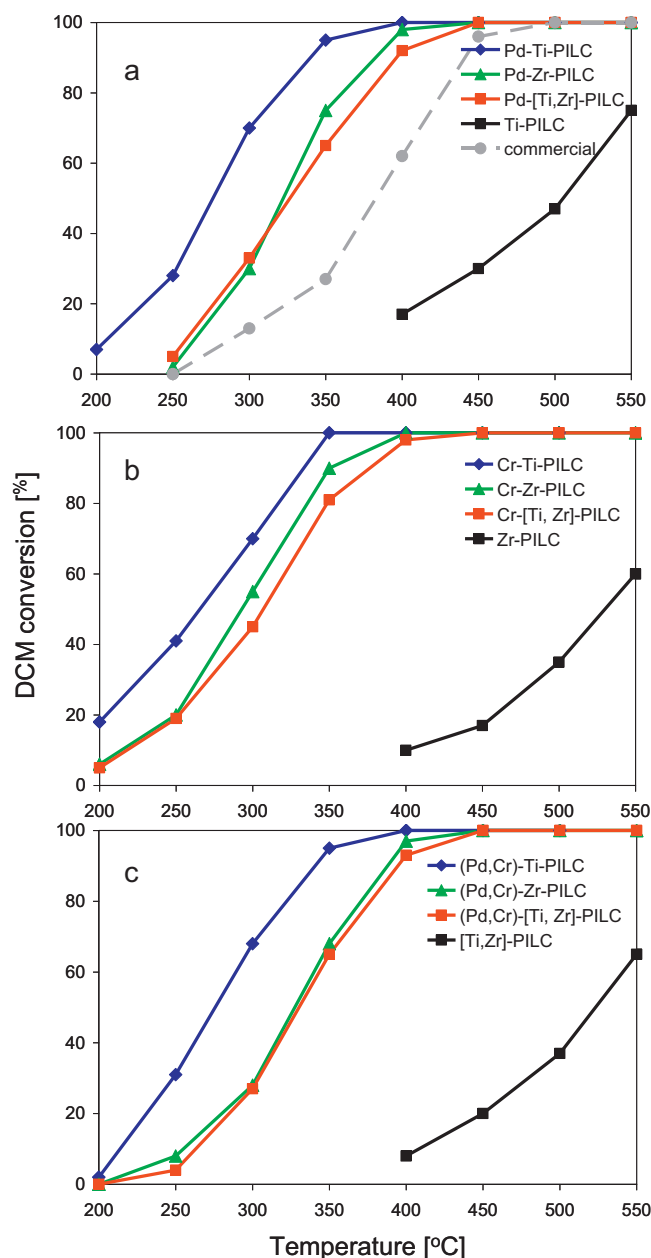 100
80
60
40
20
0
a
Pd-Ti-PILC
Pd-Zr-PILC
Pd-[Ti,Zr]-PILC
Ti-PILC
commercial
200 250 300 350 400 450 500 550
DCM conversion [%]
100
80
60
40
20
0
b
Cr-Ti-PILC
Cr-Zr-PILC
Cr-[Ti, Zr]-PILC
Zr-PILC
200 250 300 350 400 450 500 550
100
80
60
40
20
0
c
(Pd,Cr)-Ti-PILC
(Pd,Cr)-Zr-PILC
(Pd,Cr)-[Ti, Zr]-PILC
[Ti,Zr]-PILC
200 250 300 350 400 450 500 550
Temperature [ºC]